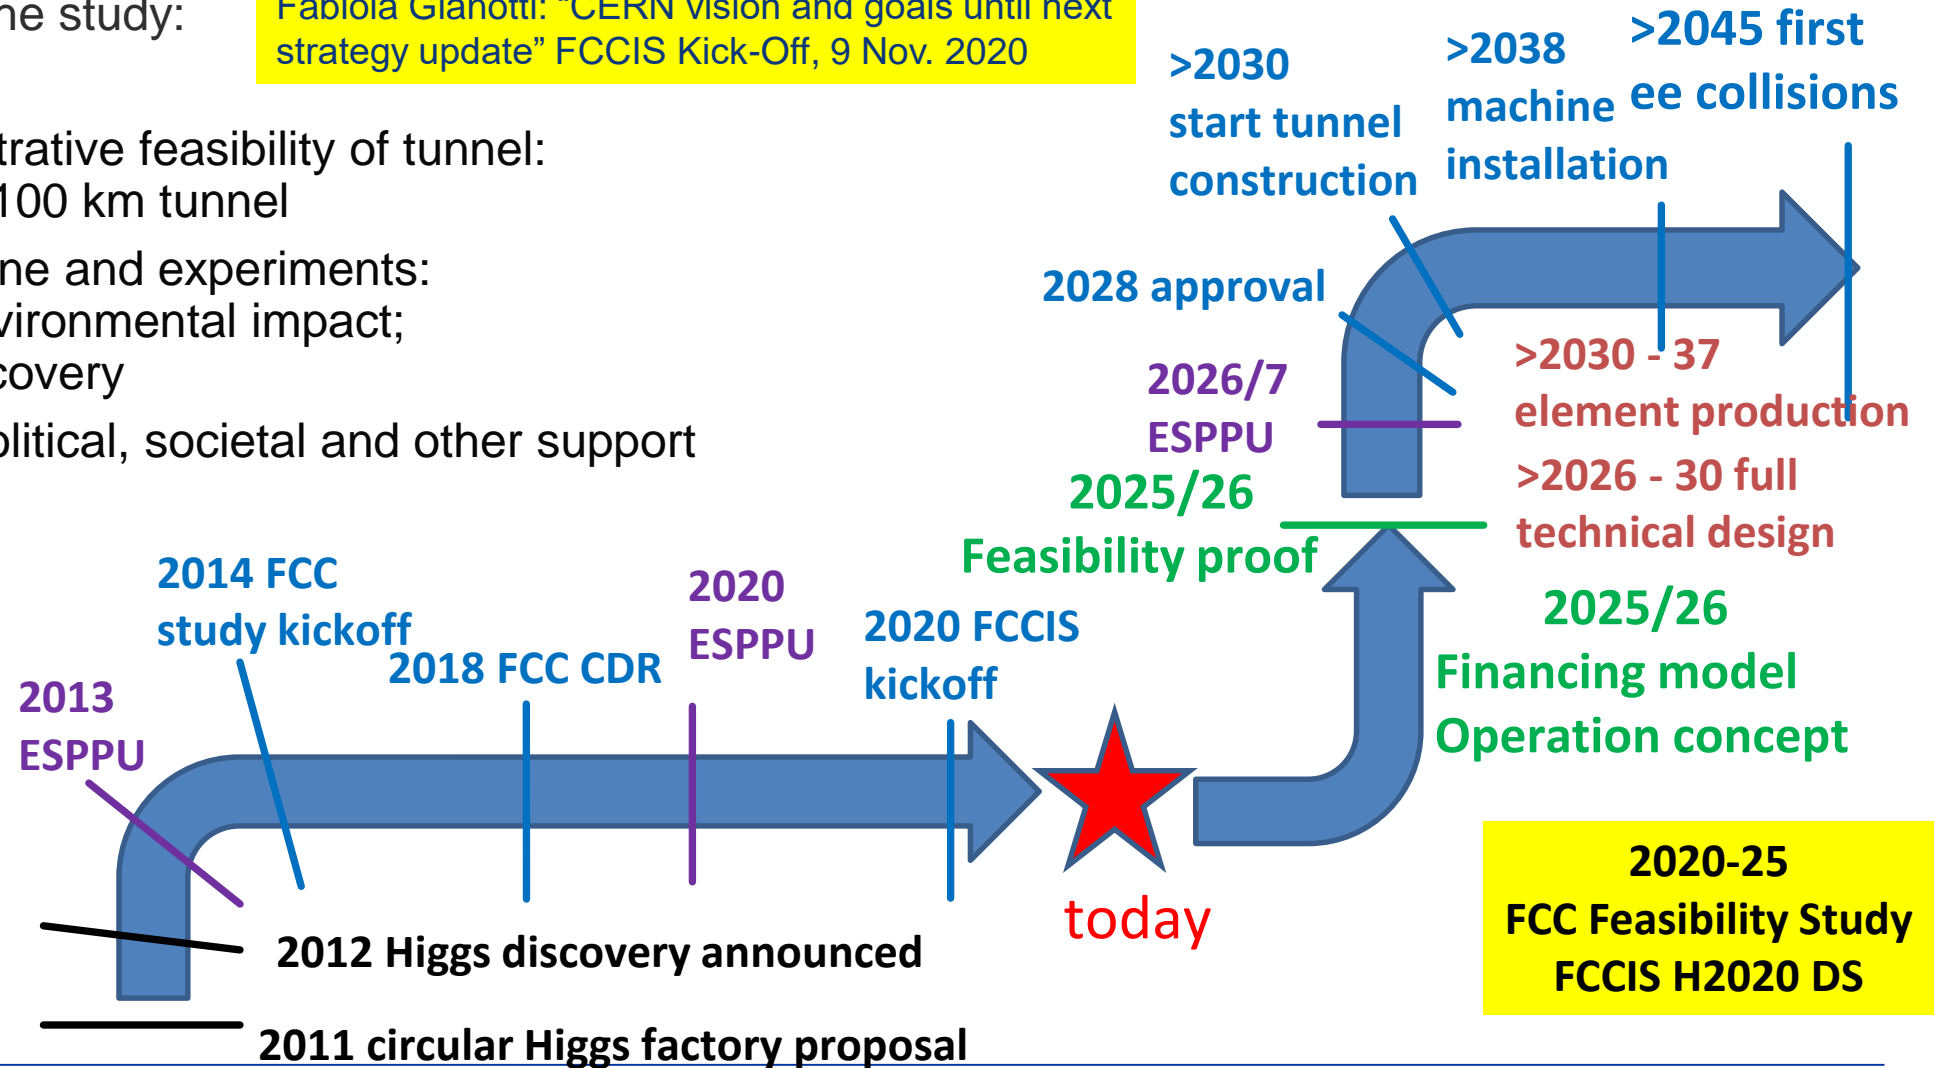 ne study:
Fabiola Gianotti: “CERN vision and goals until next
strategy update” FCCIS Kick-Off, 9 Nov. 2020
trative feasibility of tunnel:
100 km tunnel
ne and experiments:
vironmental impact;
covery
olitical, societal and other support
>2030
start tunnel
construction
>2038
machine
installation
>2045 first
ee collisions
2028 approval
2026/7
ESPPU
>2030 - 37
element production
>2026 - 30 full
technical design
2025/26
Feasibility proof
2025/26
Financing model
Operation concept
2013
ESPPU
2014 FCC
study kickoff
2018 FCC CDR
2020
ESPPU
2020 FCCIS
kickoff
today
2012 Higgs discovery announced
2011 circular Higgs factory proposal
2020-25
FCC Feasibility Study
FCCIS H2020 DS